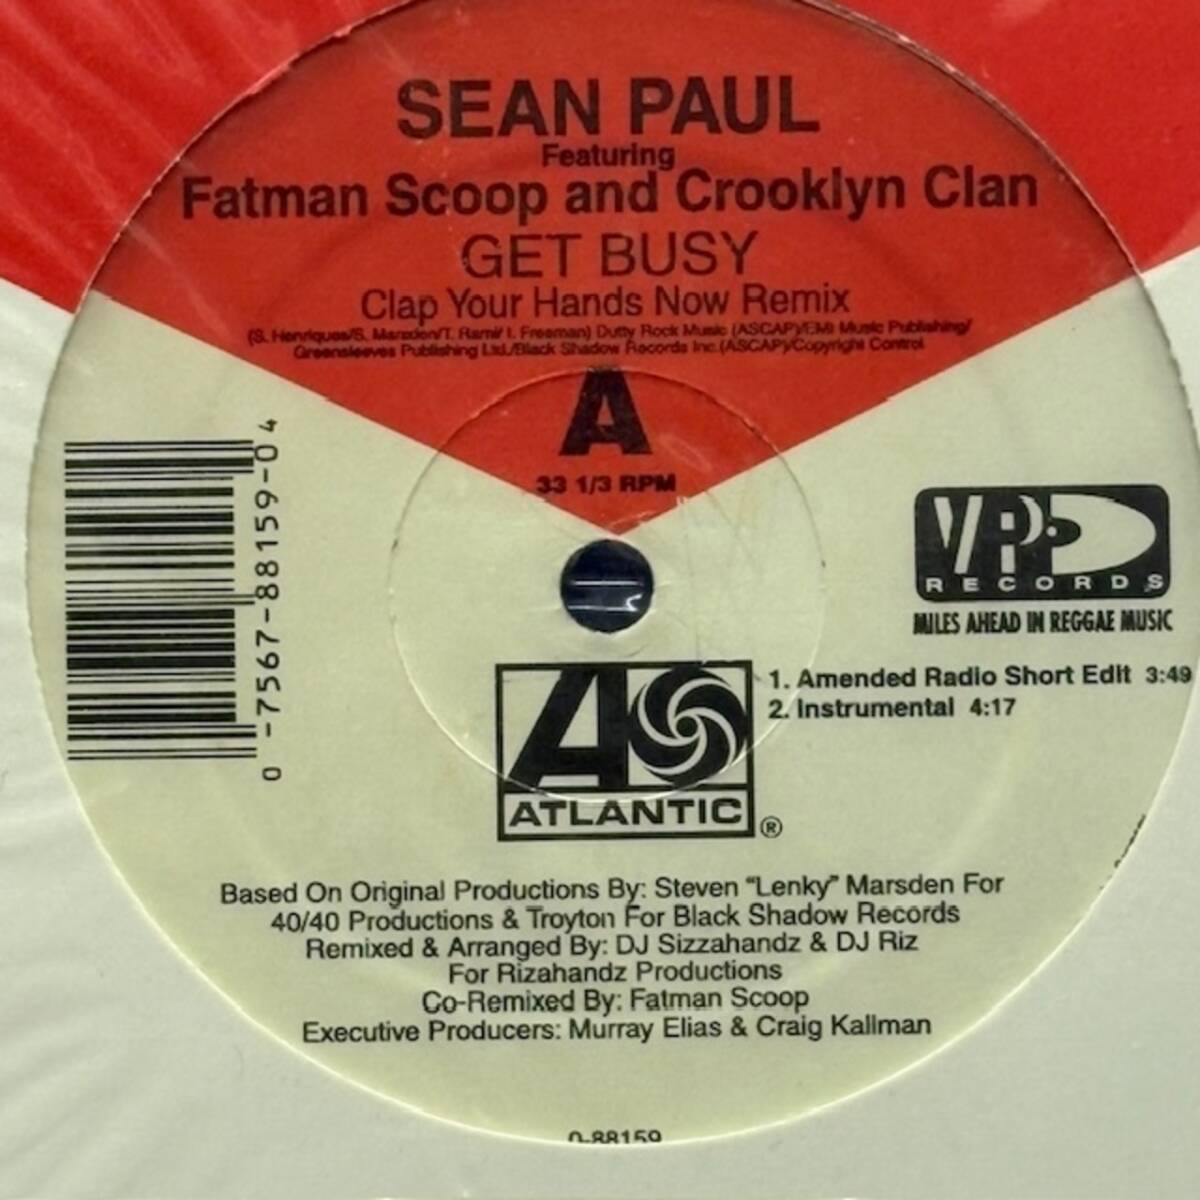 SEAN PAUL
Featuring
Fatman Scoop and Crooklyn Clan
GET BUSY
Clap Your Hands Now Remix
(S. Henriques/S. Marsden/T. Rami/ I. Freeman) Dutty Rock Music (ASCAP)/EMI Music Publishing/
Greensleeves Publishing Ltd./Black Shadow Records Inc.(ASCAP)/Copyright Control
A
33 1/3 RPM
0 -7567-88159-0 4
VP
RECORDS
MILES AHEAD IN REGGAE MUSIC
1. Amended Radio Short Edit 3:49
2. Instrumental 4:17
A
ATLANTIC ®
Based On Original Productions By: Steven "Lenky" Marsden For
40/40 Productions & Troyton For Black Shadow Records
Remixed & Arranged By: DJ Sizzahandz & DJ Riz
For Rizahandz Productions
Co-Remixed By: Fatman Scoop
Executive Producers: Murray Elias & Craig Kallman
0-88159